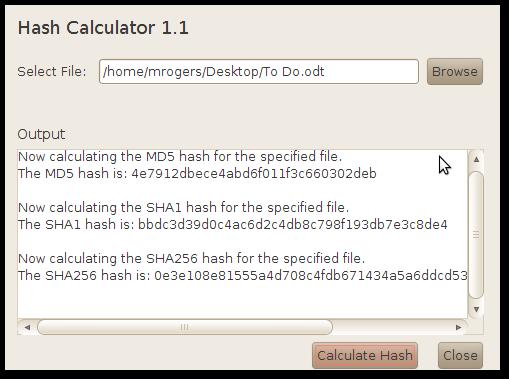 Hash Calculator 1.1
Select File: /home/mrogers/Desktop/To Do.odt Browse
Output
Now calculating the MD5 hash for the specified file.
The MD5 hash is: 4e7912dbece4abd6f011f3c660302deb
Now calculating the SHA1 hash for the specified file.
The SHA1 hash is: bbdc3d39d0c4ac6d2c4db8c798f193db7e3c8de4
Now calculating the SHA256 hash for the specified file.
The SHA256 hash is: 0e3e108e81555a4d708c4fdb671434a5a6ddcd53
Calculate Hash Close